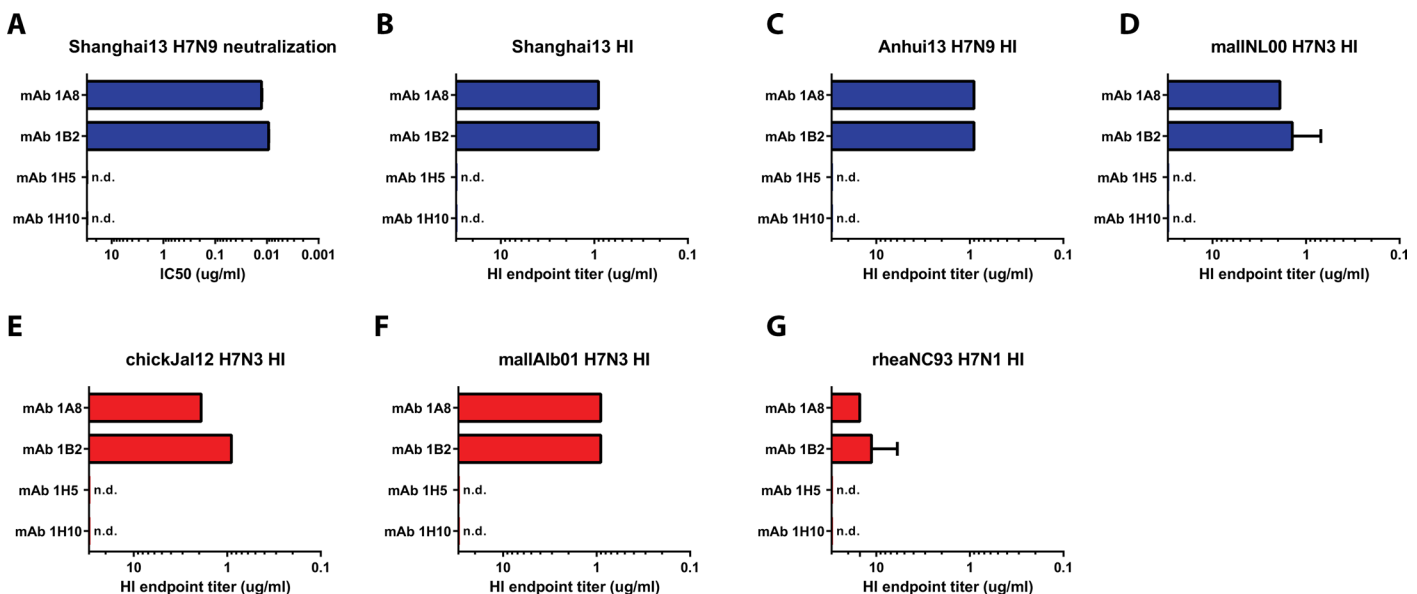 A
Shanghai13 H7N9 neutralization
mAb 1A8
mAb 1B2
mAb 1H5
n.d.
mAb 1H10
n.d.
10
1
0.1
0.01
0.001
IC50 (ug/ml)
B
Shanghai13 HI
mAb 1A8
mAb 1B2
mAb 1H5
n.d.
mAb 1H10
n.d.
10
1
0.1
HI endpoint titer (ug/ml)
C
Anhui13 H7N9 HI
mAb 1A8
mAb 1B2
mAb 1H5
n.d.
mAb 1H10
n.d.
10
1
0.1
HI endpoint titer (ug/ml)
D
mallNL00 H7N3 HI
mAb 1A8
mAb 1B2
mAb 1H5
n.d.
mAb 1H10
n.d.
10
1
0.1
HI endpoint titer (ug/ml)
E
chickJal12 H7N3 HI
mAb 1A8
mAb 1B2
mAb 1H5
n.d.
mAb 1H10
n.d.
10
1
0.1
HI endpoint titer (ug/ml)
F
mallAlb01 H7N3 HI
mAb 1A8
mAb 1B2
mAb 1H5
n.d.
mAb 1H10
n.d.
10
1
0.1
HI endpoint titer (ug/ml)
G
rheaNC93 H7N1 HI
mAb 1A8
mAb 1B2
mAb 1H5
n.d.
mAb 1H10
n.d.
10
1
0.1
HI endpoint titer (ug/ml)